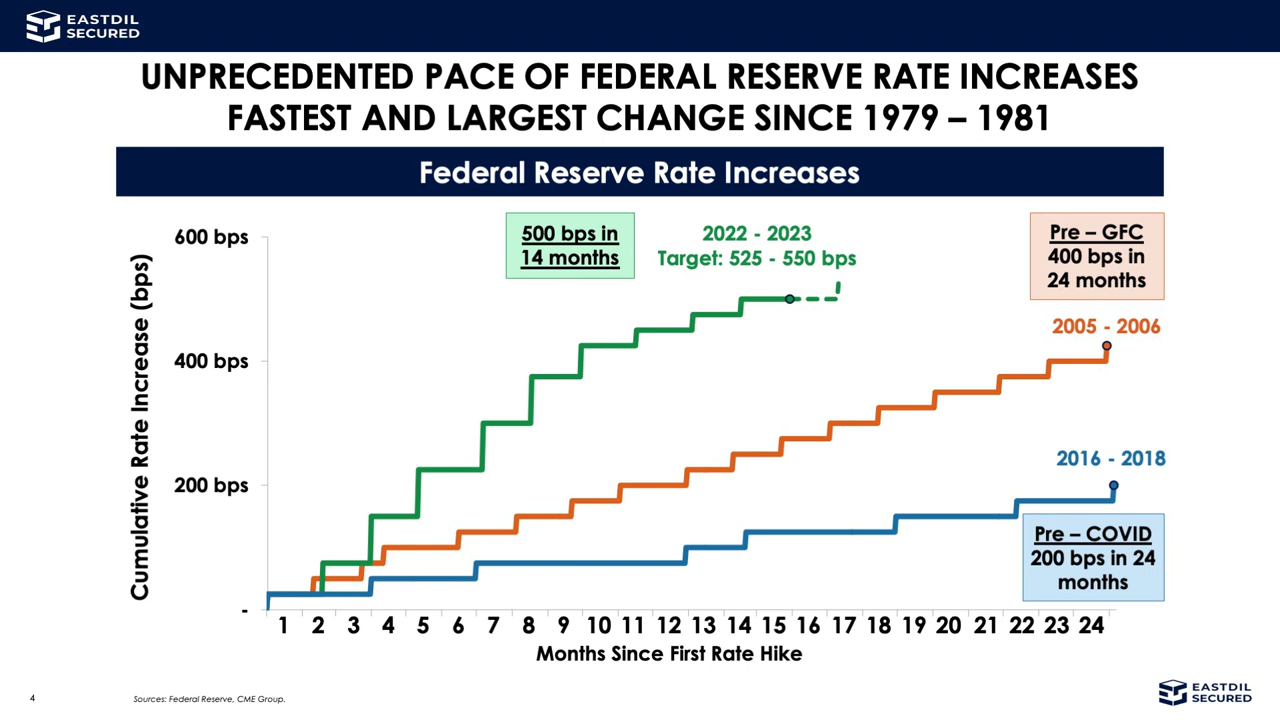 EASTDIL
SECURED
UNPRECEDENTED PACE OF FEDERAL RESERVE RATE INCREASES
FASTEST AND LARGEST CHANGE SINCE 1979 – 1981
Federal Reserve Rate Increases
600 bps
400 bps
200 bps
-
Cumulative Rate Increase (bps)
500 bps in
14 months
2022 - 2023
Target: 525 - 550 bps
Pre – GFC
400 bps in
24 months
2005 - 2006
2016 - 2018
Pre – COVID
200 bps in 24
months
1 2 3 4 5 6 7 8 9 10 11 12 13 14 15 16 17 18 19 20 21 22 23 24
Months Since First Rate Hike
4
Sources: Federal Reserve, CME Group.
EASTDIL
SECURED